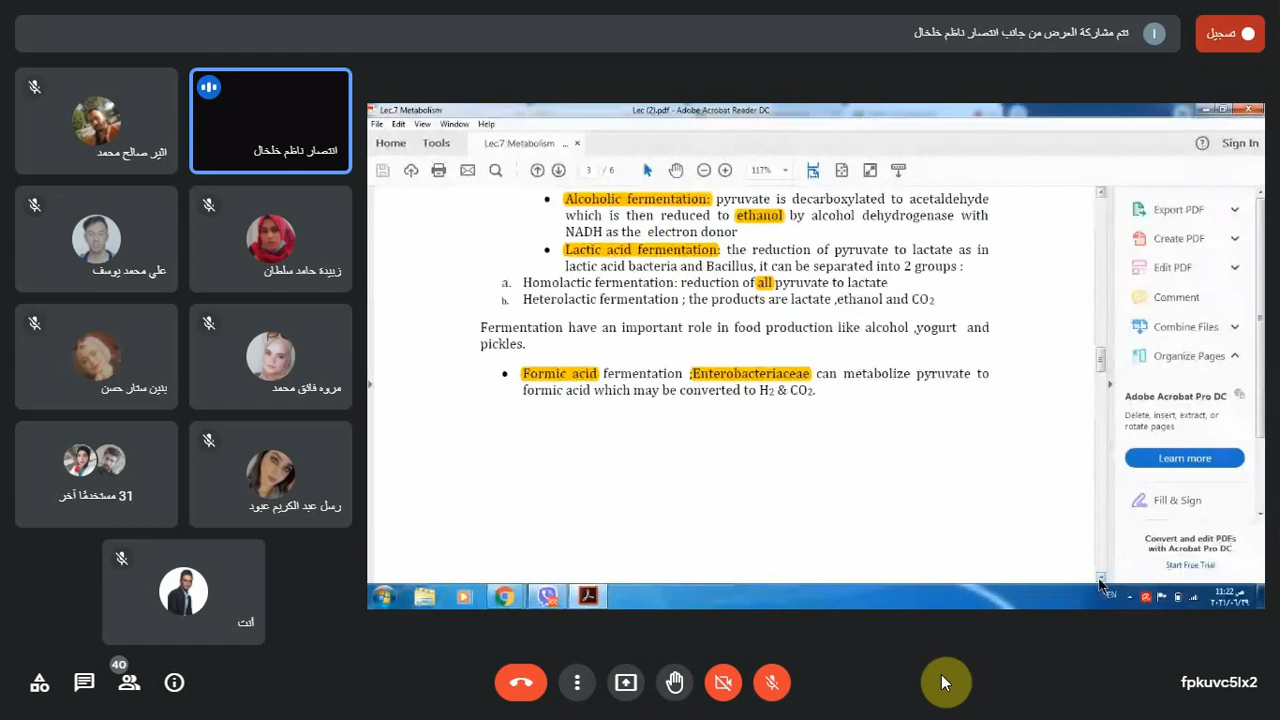 تتم مشاركة العرض من جانب انتصار ناظم خلخال
I
تسجيل
اثير صالح محمد
انتصار ناظم خلخال
علي محمد يوسف
زبيدة حامد سلطان
بنين ستار حسن
مروه فائق محمد
31 مستخدمًا آخر
رسل عبد الكريم عبود
أنت
Lec.7 Metabolism
Lec (2).pdf - Adobe Acrobat Reader DC
File Edit View Window Help
Home Tools
Lec.7 Metabolism ... ×
Sign In
3 / 6
117%
• Alcoholic fermentation: pyruvate is decarboxylated to acetaldehyde
which is then reduced to ethanol by alcohol dehydrogenase with
NADH as the electron donor
• Lactic acid fermentation: the reduction of pyruvate to lactate as in
lactic acid bacteria and Bacillus, it can be separated into 2 groups :
a. Homolactic fermentation: reduction of all pyruvate to lactate
b. Heterolactic fermentation ; the products are lactate ,ethanol and CO2
Fermentation have an important role in food production like alcohol ,yogurt and
pickles.
• Formic acid fermentation ;Enterobacteriaceae can metabolize pyruvate to
formic acid which may be converted to H2 & CO2.
Export PDF
Create PDF
Edit PDF
Comment
Combine Files
Organize Pages
Adobe Acrobat Pro DC
Delete, insert, extract, or
rotate pages
Learn more
Fill & Sign
Convert and edit PDFs
with Acrobat Pro DC
Start Free Trial
EN
11:22 ص
٢٠٢١/٠٦/٢٩
40
fpkuvc5lx2